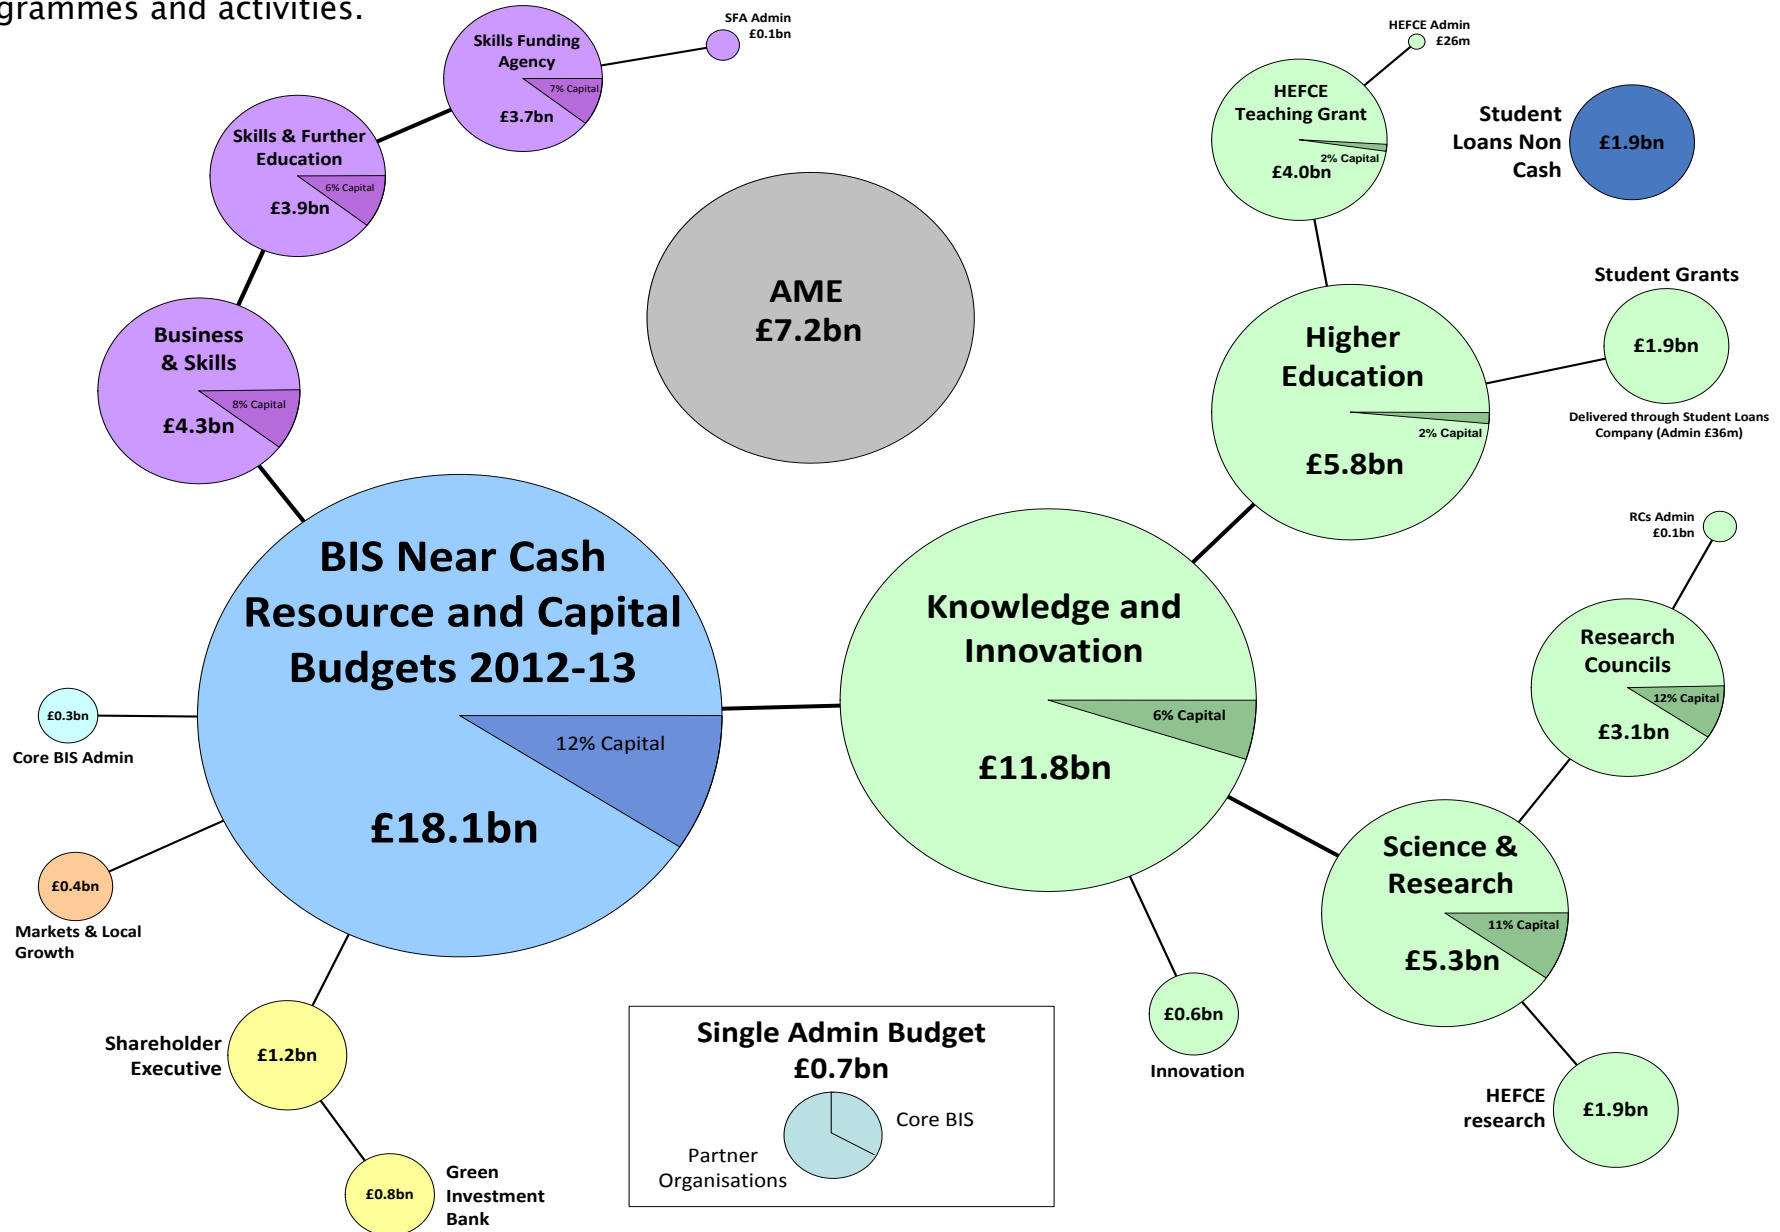 grammes and activities.
SFA Admin
£0.1bn
Skills Funding
Agency
7% Capital
£3.7bn
Skills & Further
Education
6% Capital
£3.9bn
Business
& Skills
8% Capital
£4.3bn
AME
£7.2bn
HEFCE Admin
£26m
HEFCE
Teaching Grant
2% Capital
£4.0bn
Student
Loans Non
Cash
£1.9bn
Student Grants
£1.9bn
Delivered through Student Loans
Company (Admin £36m)
Higher
Education
2% Capital
£5.8bn
BIS Near Cash
Resource and Capital
Budgets 2012-13
12% Capital
£18.1bn
Knowledge and
Innovation
6% Capital
£11.8bn
RCs Admin
£0.1bn
Research
Councils
12% Capital
£3.1bn
Science &
Research
11% Capital
£5.3bn
£0.3bn
Core BIS Admin
£0.4bn
Markets & Local
Growth
Shareholder
Executive
£1.2bn
£0.8bn
Green
Investment
Bank
Single Admin Budget
£0.7bn
Core BIS
Partner
Organisations
£0.6bn
Innovation
HEFCE
research
£1.9bn